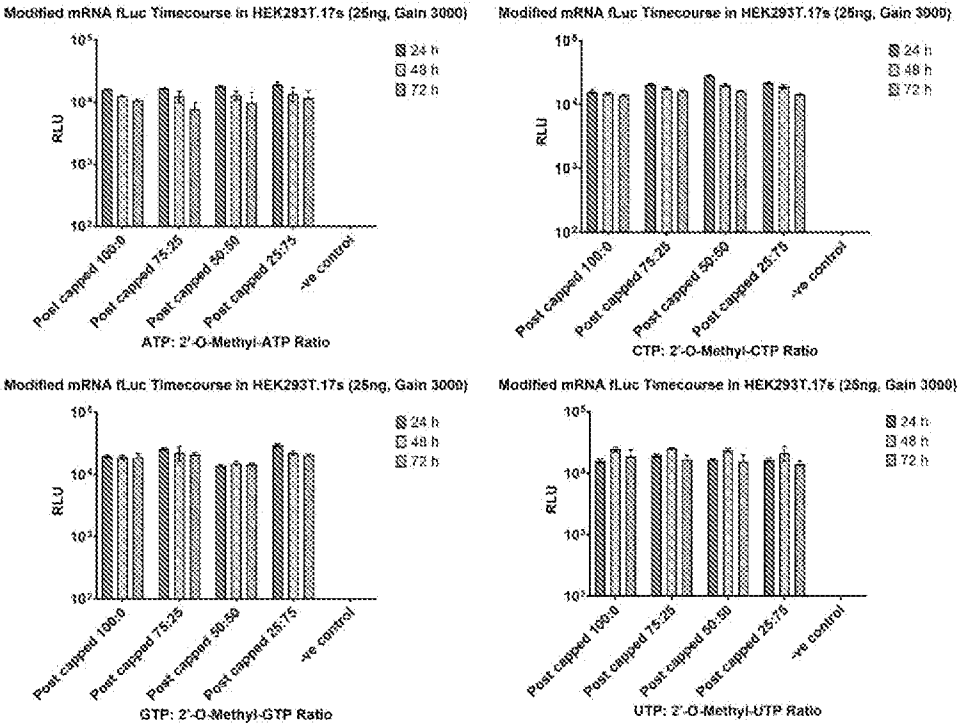 Modified mRNA fLuc Timecourse in HEK293T.17s (25ng, Gain 3000)
10⁵
10⁴
10³
10²
RLU
24 h
48 h
72 h
Post capped 100:0
Post capped 75:25
Post capped 50:50
Post capped 25:75
-ve control
ATP: 2'-O-Methyl-ATP Ratio
Modified mRNA fLuc Timecourse in HEK293T.17s (25ng, Gain 3000)
10⁵
10⁴
10³
10²
RLU
24 h
48 h
72 h
Post capped 100:0
Post capped 75:25
Post capped 50:50
Post capped 25:75
-ve control
CTP: 2'-O-Methyl-CTP Ratio
Modified mRNA fLuc Timecourse in HEK293T.17s (25ng, Gain 3000)
10⁵
10⁴
10³
10²
RLU
24 h
48 h
72 h
Post capped 100:0
Post capped 75:25
Post capped 50:50
Post capped 25:75
-ve control
GTP: 2'-O-Methyl-GTP Ratio
Modified mRNA fLuc Timecourse in HEK293T.17s (25ng, Gain 3000)
10⁵
10⁴
10³
10²
RLU
24 h
48 h
72 h
Post capped 100:0
Post capped 75:25
Post capped 50:50
Post capped 25:75
-ve control
UTP: 2'-O-Methyl-UTP Ratio